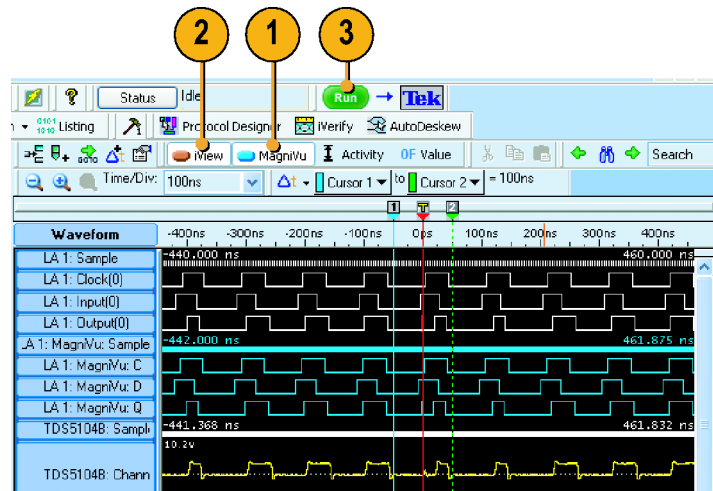 2 1 3
Status Idle Run Tek
Listing Protocol Designer iVerify AutoDeskew
iView MagniVu Activity 0F Value Search
Time/Div: 100ns Cursor 1 to Cursor 2 = 100ns
1 T 2
Waveform -400ns -300ns -200ns -100ns 0ps 100ns 200ns 300ns 400ns
LA 1: Sample -440.000 ns 460.000 ns
LA 1: Clock(0)
LA 1: Input(0)
LA 1: Output(0)
LA 1: MagniVu: Sample -442.000 ns 461.875 ns
LA 1: MagniVu: C
LA 1: MagniVu: D
LA 1: MagniVu: Q
TDS5104B: Sampl -441.368 ns 461.832 ns
10.2V
TDS5104B: Chann